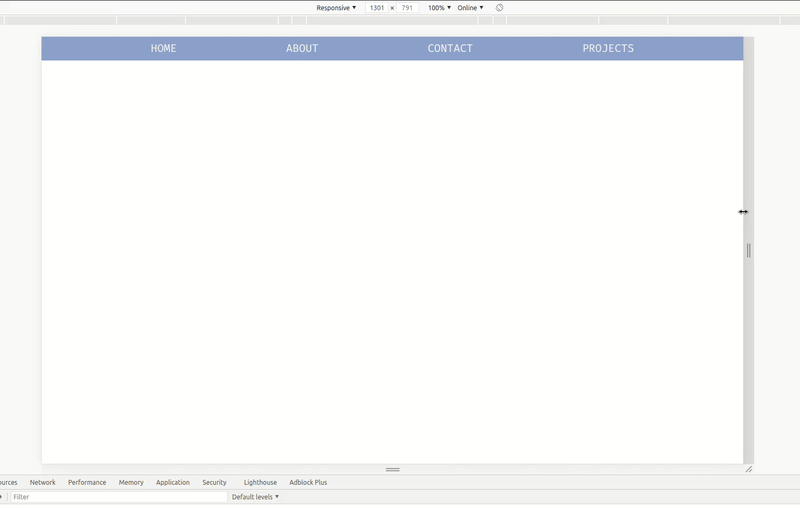 Responsive ▼ 1301 × 791 100% ▼ Online ▼
HOME ABOUT CONTACT PROJECTS
ources Network Performance Memory Application Security Lighthouse Adblock Plus
Filter Default levels ▼